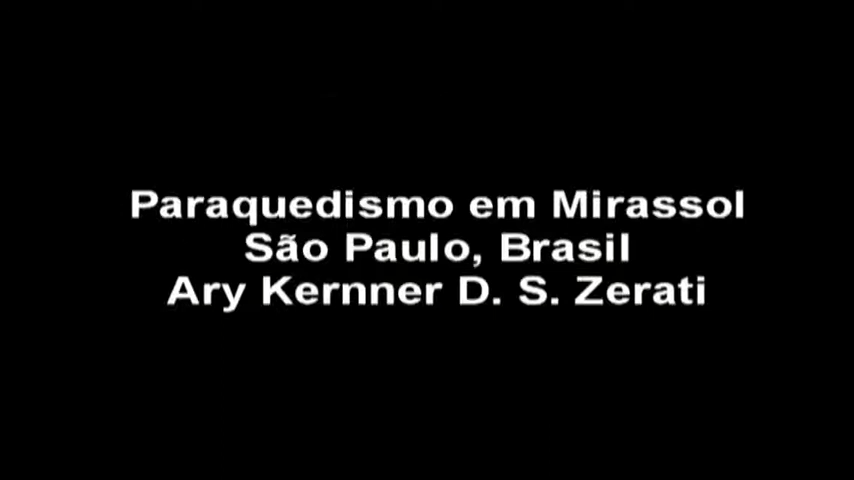 Paraquedismo em Mirassol
São Paulo, Brasil
Ary Kernner D. S. Zerati